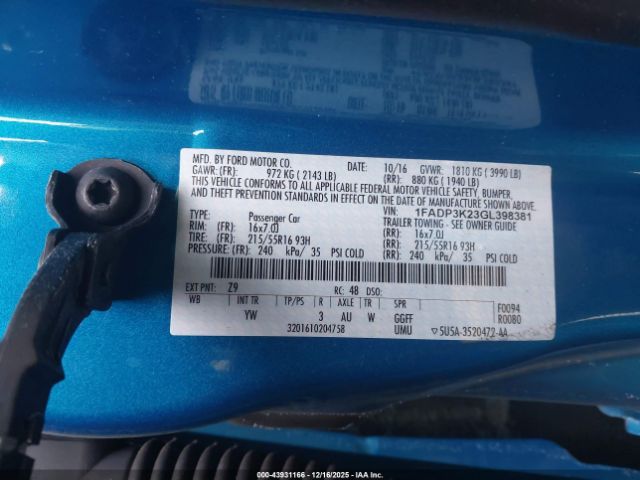 MFD. BY FORD MOTOR CO. DATE: 10/16 GVWR: 1810 KG ( 3990 LB)
GAWR: (FR): 972 KG ( 2143 LB) (RR): 880 KG ( 1940 LB)
THIS VEHICLE CONFORMS TO ALL APPLICABLE FEDERAL MOTOR VEHICLE SAFETY, BUMPER,
AND THEFT PREVENTION STANDARDS IN EFFECT ON THE DATE OF MANUFACTURE SHOWN ABOVE.
VIN: 1FADP3K23GL398381
TYPE: Passenger Car TRAILER TOWING - SEE OWNER GUIDE
RIM: (FR): 16x7.0J (RR): 16x7.0J
TIRE: (FR): 215/55R16 93H (RR): 215/55R16 93H
PRESSURE: (FR): 240 kPa/ 35 PSI COLD (RR): 240 kPa/ 35 PSI COLD
EXT PNT: Z9 RC: 48 DSO:
WB INT TR TP/PS R AXLE TR SPR F0094
YW 3 AU W GGFF R0080
3201610204758 UMU ▽5U5A-3520472-AA
000-43931166 - 12/16/2025 - IAAI.COM